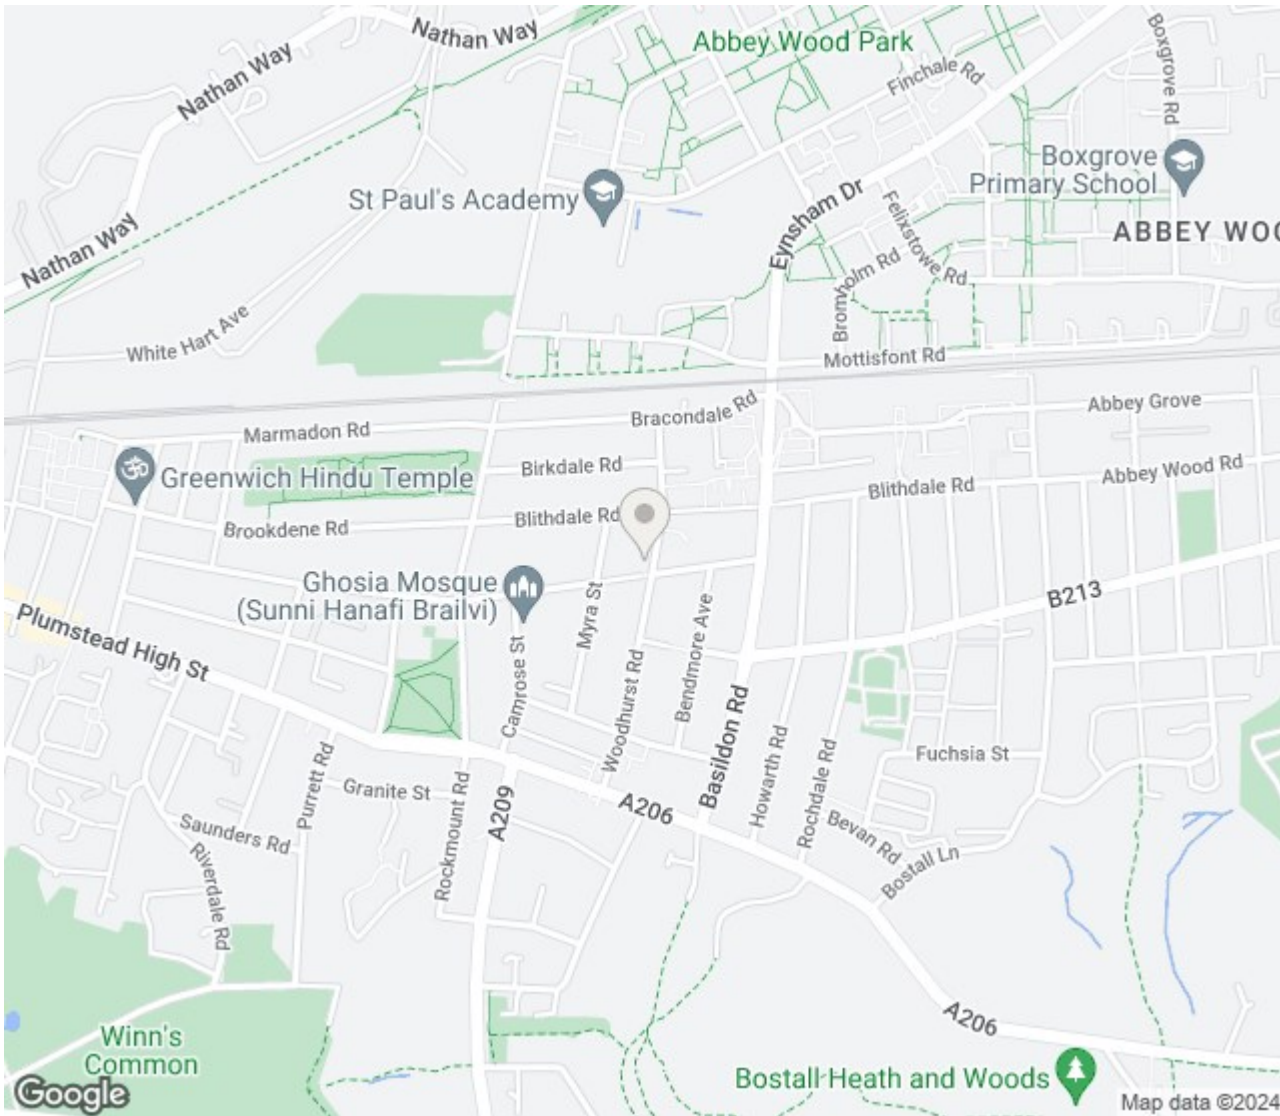 Nathan Way
Nathan Way
Abbey Wood Park
Finchale Rd
Boxgrove Rd
Boxgrove
Primary School
St Paul's Academy
Eynsham Dr
Felixstowe Rd
ABBEY WOO
Nathan Way
Bromholm Rd
White Hart Ave
Mottisfont Rd
Bracondale Rd
Abbey Grove
Marmadon Rd
Birkdale Rd
Greenwich Hindu Temple
Abbey Wood Rd
Blithdale Rd
Blithdale Rd
Brookdene Rd
Ghosia Mosque
(Sunni Hanafi Brailvi)
Myra St
B213
Plumstead High St
Camrose St
Woodhurst Rd
Bendmore Ave
Basildon Rd
Howarth Rd
Rochdale Rd
Fuchsia St
Purrett Rd
Granite St
Rockmount Rd
A209
A206
Bevan Rd
Bostall Ln
Saunders Rd
Riverdale Rd
A206
Winn's
Common
Bostall Heath and Woods
Google
Map data ©2024